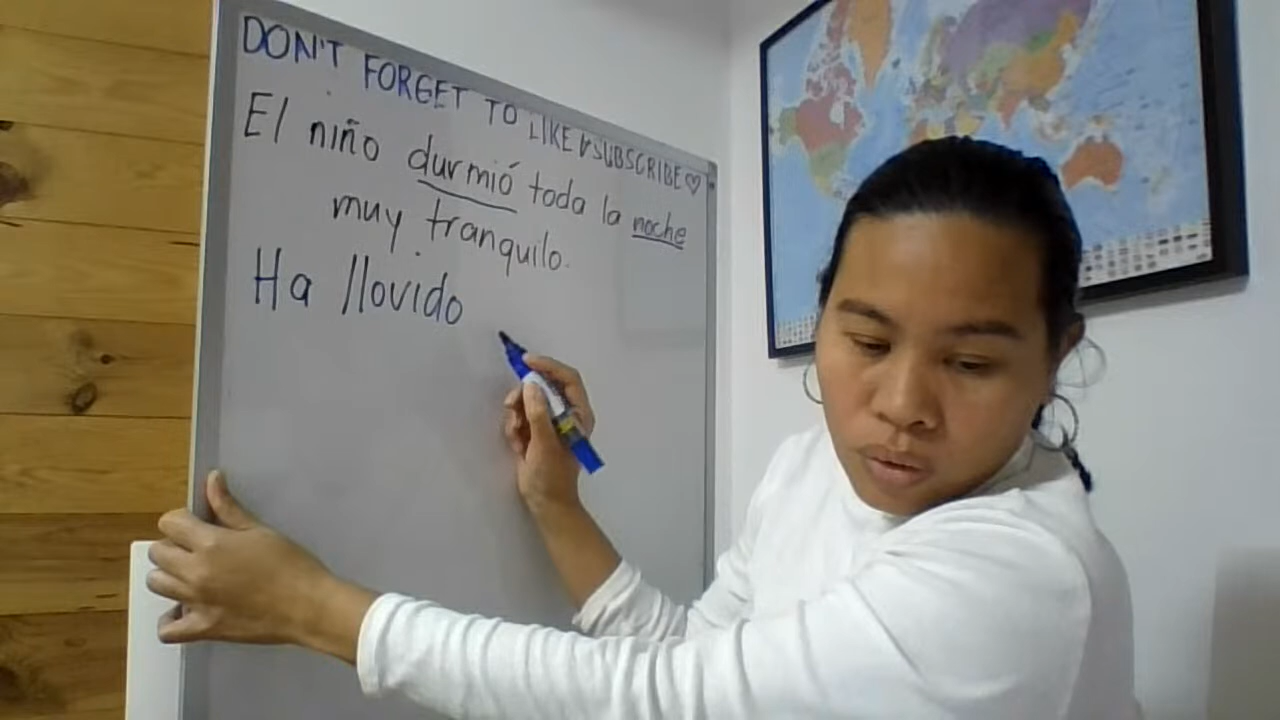 DON'T FORGET TO LIKE & SUBSCRIBE ♡
El niño durmió toda la noche
muy tranquilo.
Ha llovido